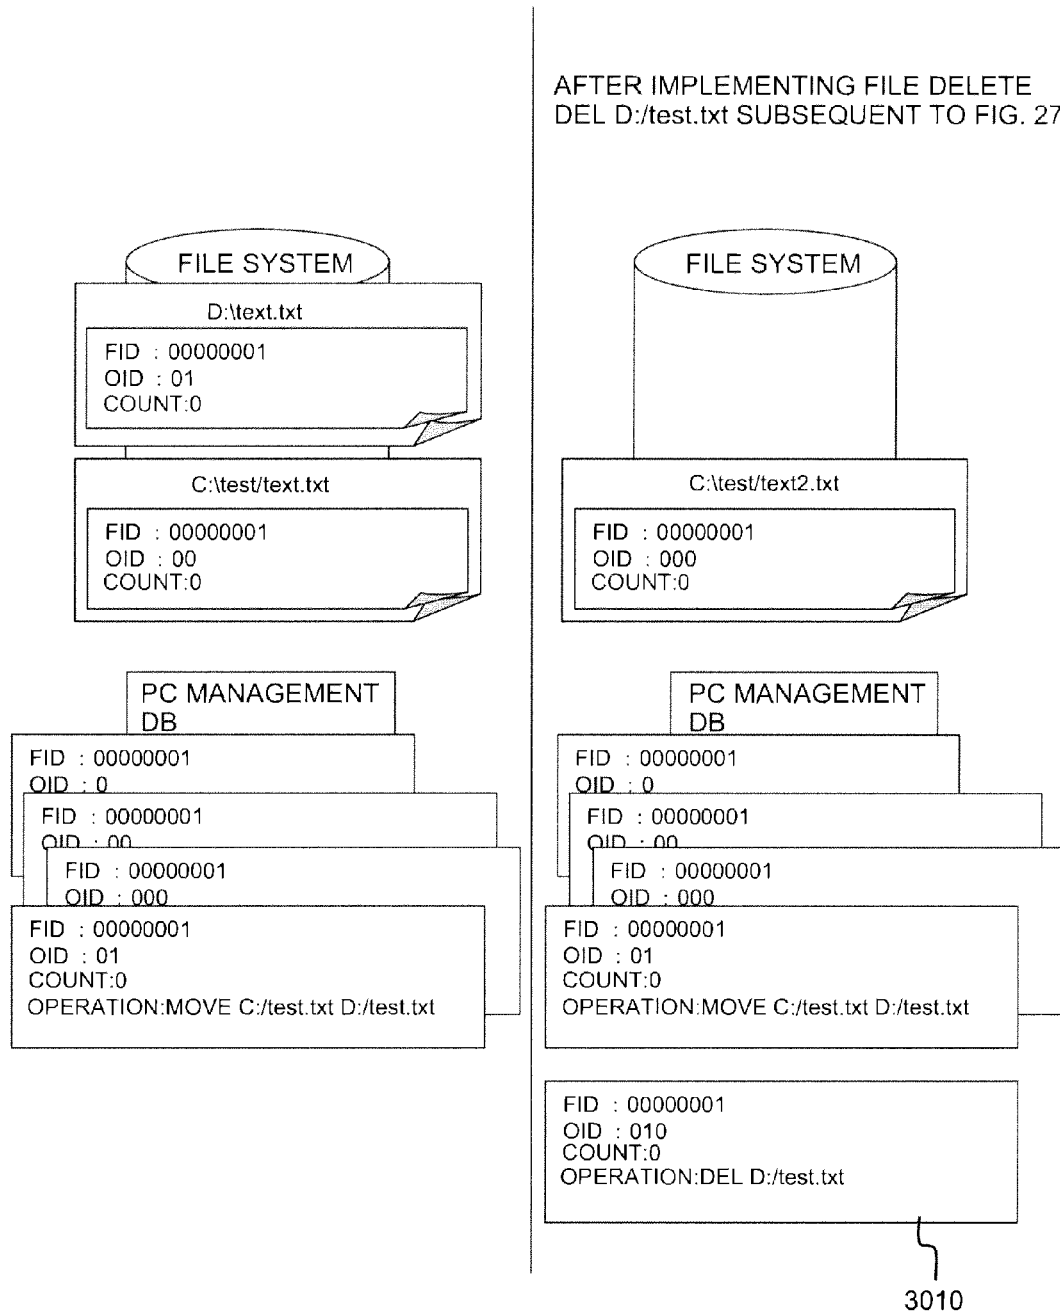 AFTER IMPLEMENTING FILE DELETE
DEL D:/test.txt SUBSEQUENT TO FIG. 27
FILE SYSTEM
D:\text.txt
FID : 00000001
OID : 01
COUNT:0
C:\test/text.txt
FID : 00000001
OID : 00
COUNT:0
PC MANAGEMENT
DB
FID : 00000001
OID : 0
FID : 00000001
OID : 00
FID : 00000001
OID : 000
FID : 00000001
OID : 01
COUNT:0
OPERATION:MOVE C:/test.txt D:/test.txt
FILE SYSTEM
C:\test/text2.txt
FID : 00000001
OID : 000
COUNT:0
PC MANAGEMENT
DB
FID : 00000001
OID : 0
FID : 00000001
OID : 00
FID : 00000001
OID : 000
FID : 00000001
OID : 01
COUNT:0
OPERATION:MOVE C:/test.txt D:/test.txt
FID : 00000001
OID : 010
COUNT:0
OPERATION:DEL D:/test.txt
3010